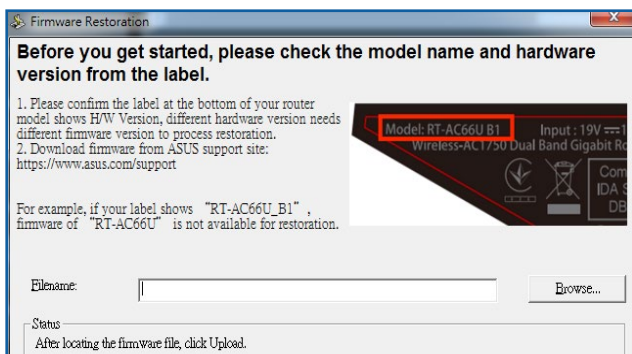 Firmware Restoration
Before you get started, please check the model name and hardware
version from the label.
1. Please confirm the label at the bottom of your router
model shows H/W Version, different hardware version needs
different firmware version to process restoration.
2. Download firmware from ASUS support site:
https://www.asus.com/support
For example, if your label shows “RT-AC66U_B1”,
firmware of “RT-AC66U” is not available for restoration.
Model: RT-AC66U B1 Input : 19V
Wireless-AC1750 Dual Band Gigabit
Com
IDA S
DB
Filename:
Browse...
Status
After locating the firmware file, click Upload.